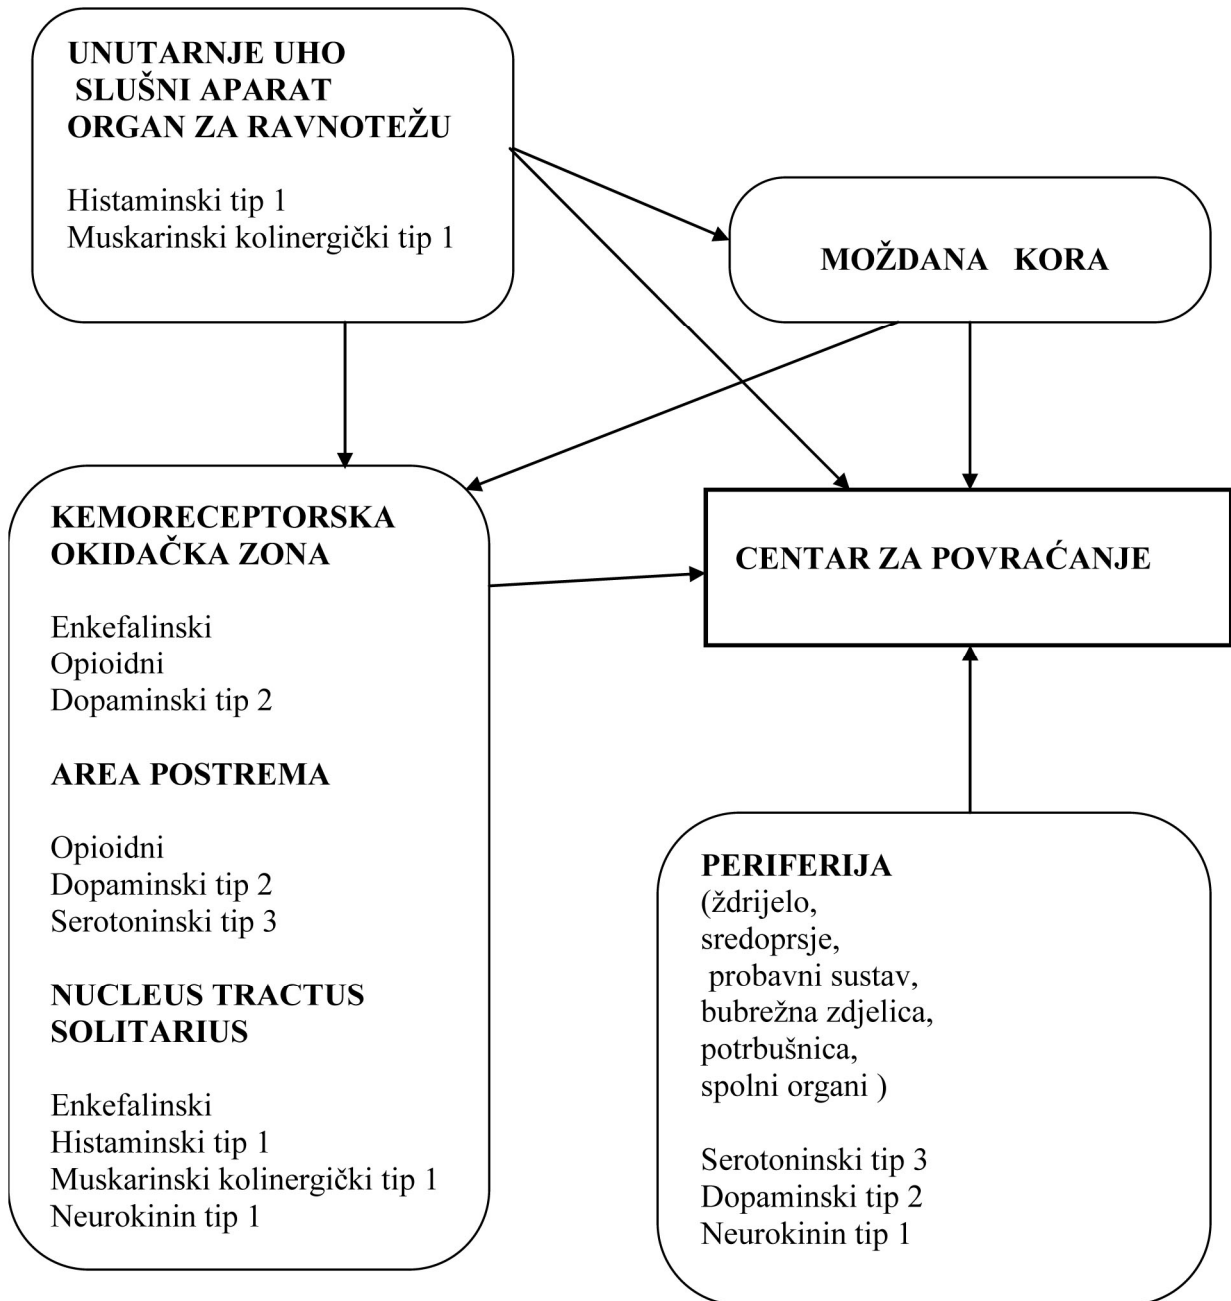 UNUTARNJE UHO
SLUŠNI APARAT
ORGAN ZA RAVNOTEŽU
Histaminski tip 1
Muskarinski kolinergički tip 1
MOŽDANA KORA
KEMORECEPTORSKA
OKIDAČKA ZONA
Enkefalinski
Opioidni
Dopaminski tip 2
AREA POSTREMA
Opioidni
Dopaminski tip 2
Serotoninski tip 3
NUCLEUS TRACTUS
SOLITARIUS
Enkefalinski
Histaminski tip 1
Muskarinski kolinergički tip 1
Neurokinin tip 1
CENTAR ZA POVRAĆANJE
PERIFERIJA
(ždrijelo,
sredoprsje,
probavni sustav,
bubrežna zdjelica,
potrbušnica,
spolni organi )
Serotoninski tip 3
Dopaminski tip 2
Neurokinin tip 1